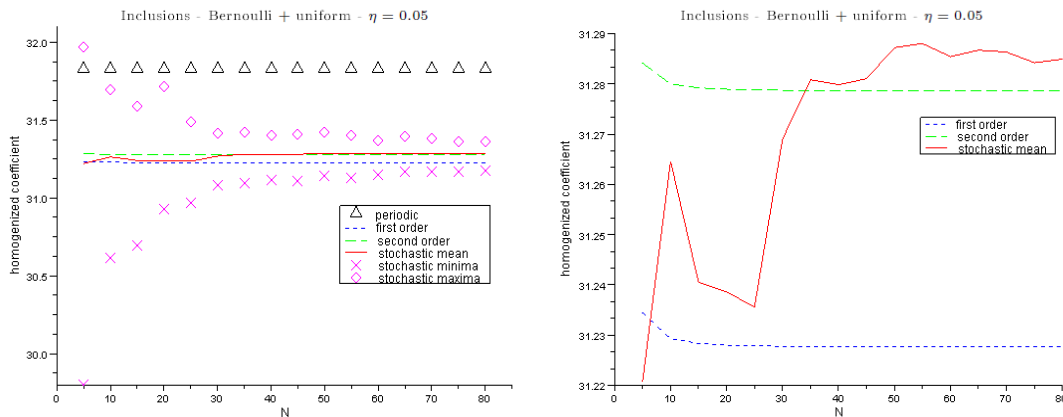 Inclusions - Bernoulli + uniform - η = 0.05
32.0
31.5
31.0
30.5
30.0
homogenized coefficient
0 10 20 30 40 50 60 70 80
N
periodic
first order
second order
stochastic mean
stochastic minima
stochastic maxima
Inclusions - Bernoulli + uniform - η = 0.05
31.29
31.28
31.27
31.26
31.25
31.24
31.23
31.22
homogenized coefficient
0 10 20 30 40 50 60 70 80
N
first order
second order
stochastic mean